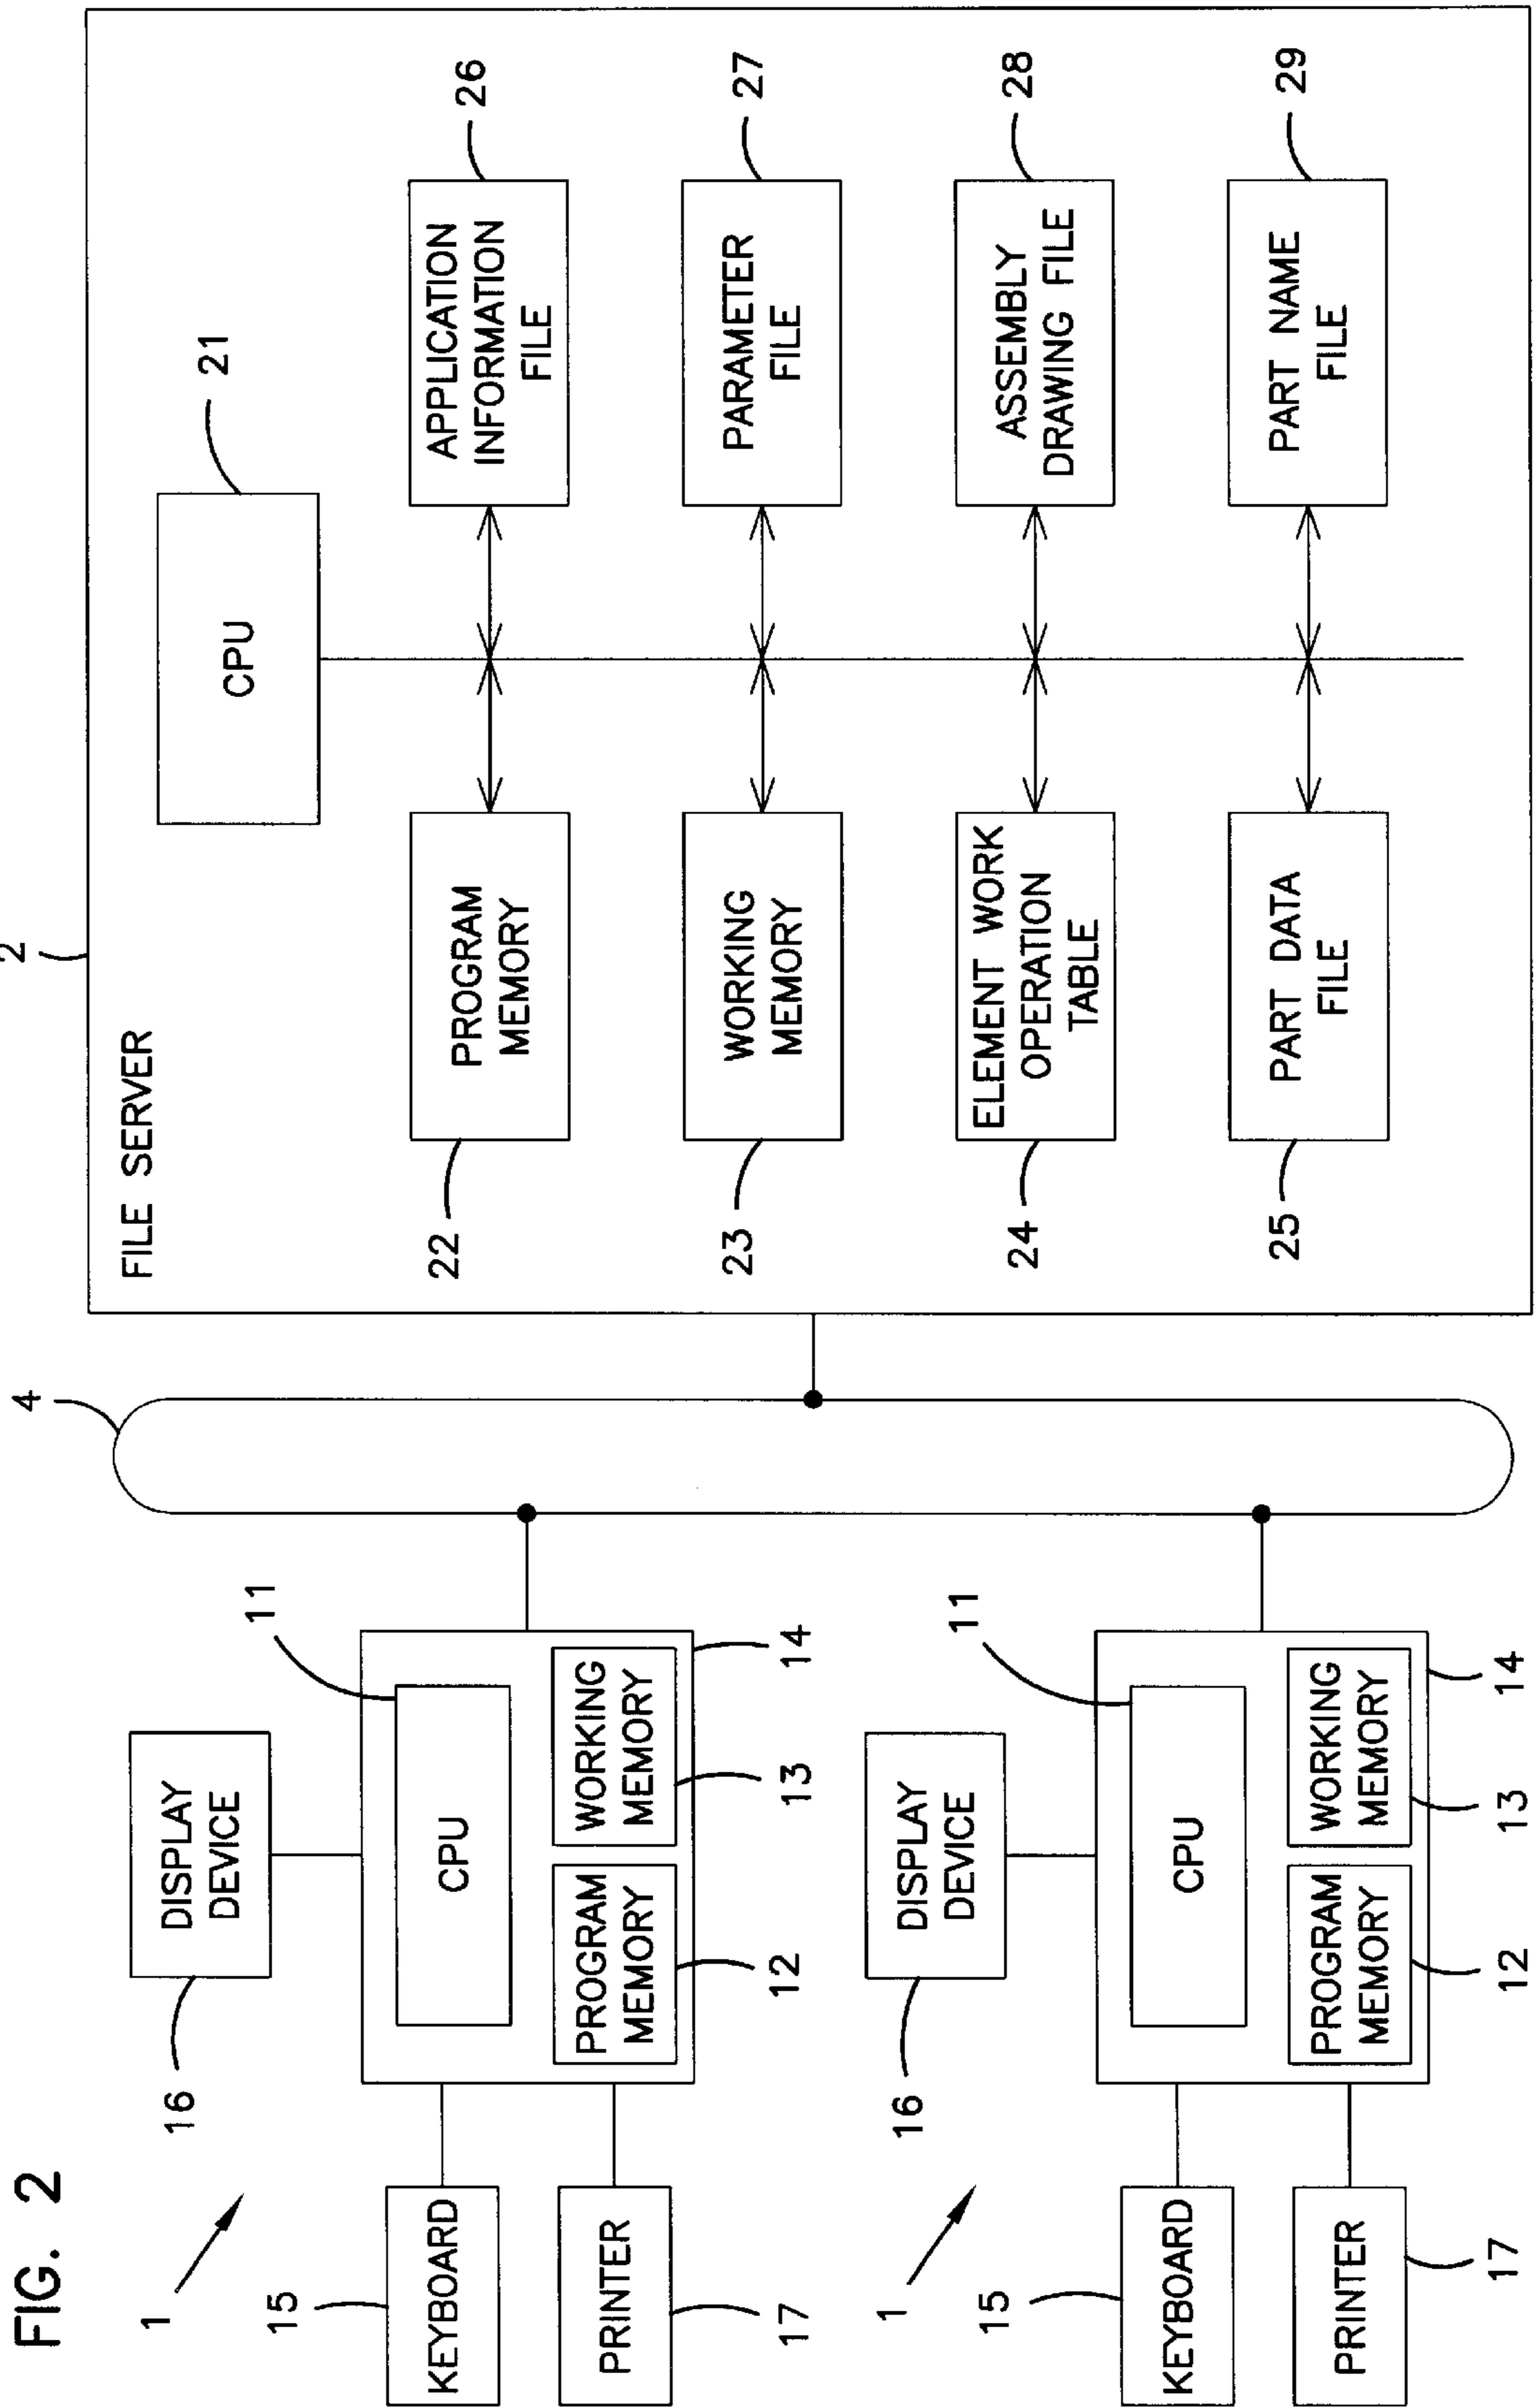 FIG. 2
1
16
DISPLAY
DEVICE
11
15
KEYBOARD
CPU
PROGRAM
MEMORY
WORKING
MEMORY
PRINTER
17
12
13
14
1
16
DISPLAY
DEVICE
11
15
KEYBOARD
CPU
PROGRAM
MEMORY
WORKING
MEMORY
PRINTER
17
12
13
14
4
2
FILE SERVER
CPU
21
22
PROGRAM
MEMORY
APPLICATION
INFORMATION
FILE
26
23
WORKING
MEMORY
PARAMETER
FILE
27
24
ELEMENT WORK
OPERATION
TABLE
ASSEMBLY
DRAWING FILE
28
25
PART DATA
FILE
PART NAME
FILE
29